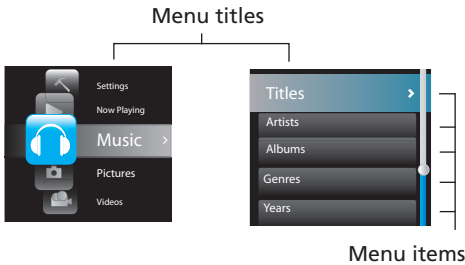 Menu titles
Settings
Now Playing
Music
Pictures
Videos
Titles
Artists
Albums
Genres
Years
Menu items